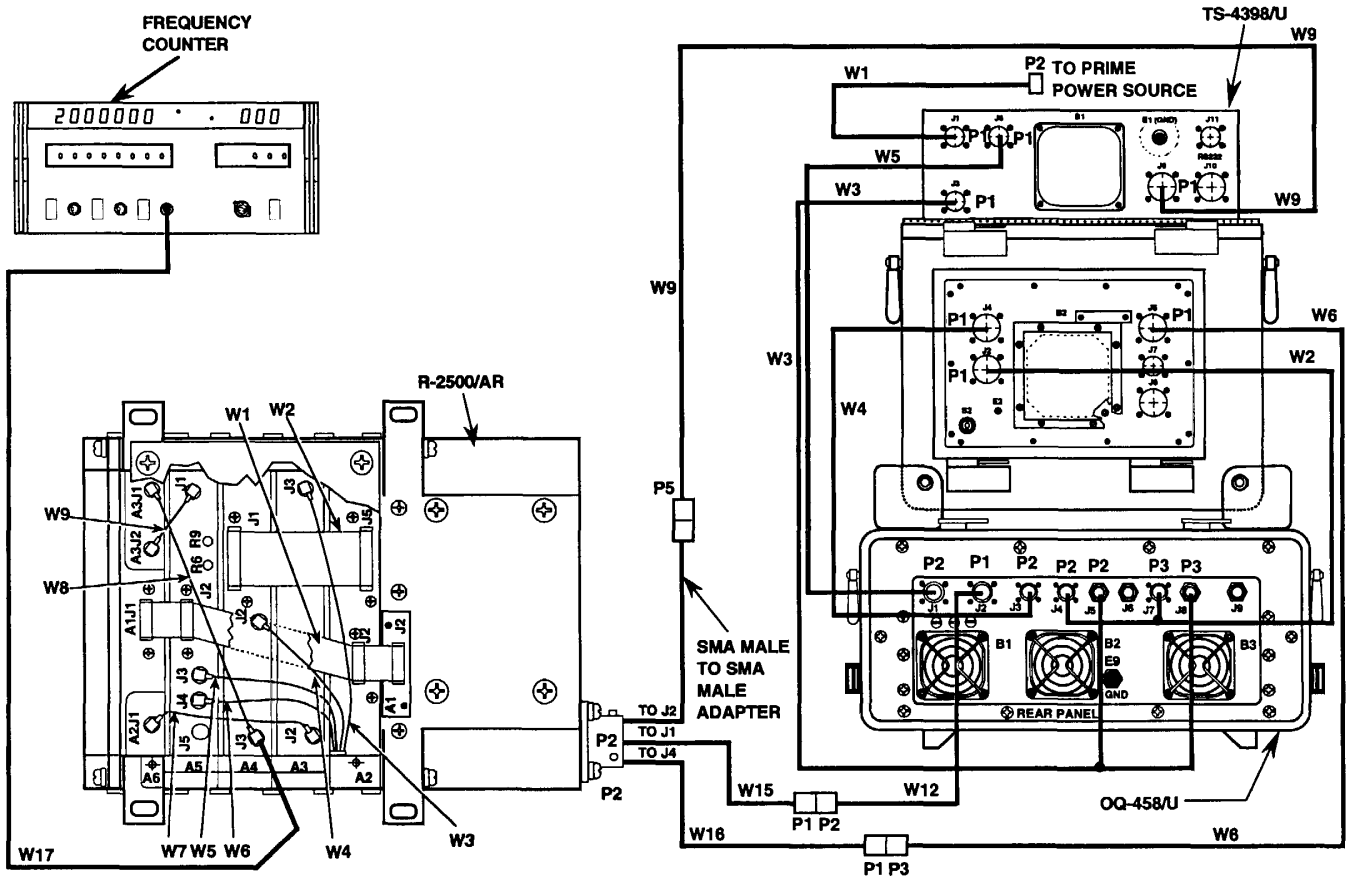 FREQUENCY
COUNTER
2000000 . 000
TS-4398/U
W9
P2 TO PRIME
POWER SOURCE
W1
J1
P1
P1
B1
E1 (GND)
J11
RS232
J10
P1
W5
W3
J3
P1
W9
W9
J4
P1
B2
P1
W6
W3
J2
P1
J7
W2
W4
E3
R-2500/AR
W1
W2
P5
A3J1
J1
J3
W9
A3J2
R9
J1
J5
R6
W8
J2
A1J1
J2
J2
J2
SMA MALE
TO SMA
MALE
ADAPTER
J3
J4
A1
A2J1
J5
J3
J2
A6
A5
A4
A3
A2
W17
W7
W5
W6
W4
W3
TO J2
TO J1
TO J4
P2
P2
W15
W12
P1 P2
W16
P1 P3
W6
P2
P1
P2
P2
P2
P3
P3
J1
J2
J3
J4
J5
J6
J7
J8
J9
B1
B2
B3
E9
GND
REAR PANEL
OQ-458/U